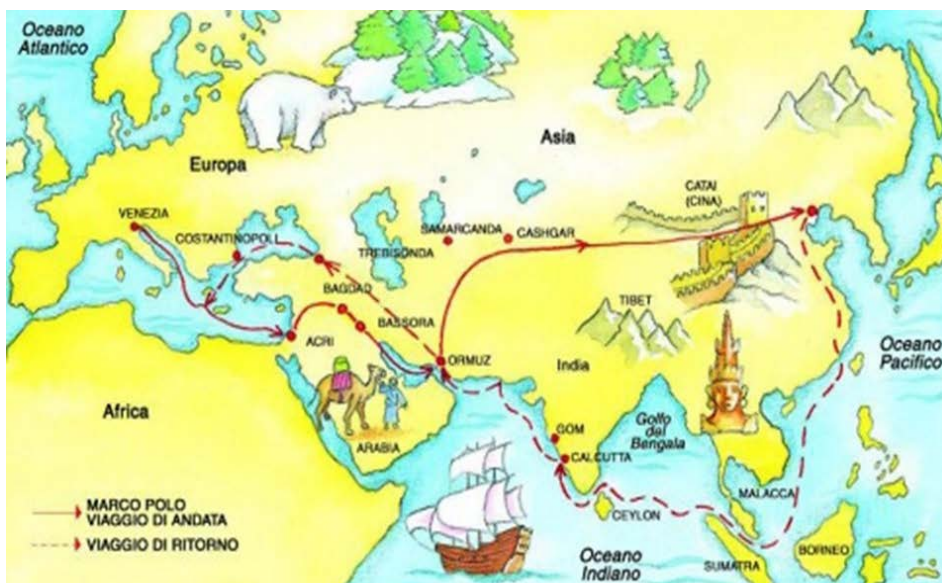 Oceano
Atlantico
Europa
Asia
VENEZIA
COSTANTINOPOLI
TREBISONDA
SAMARCANDA
CASHGAR
CATAI
(CINA)
BAGDAD
BASSORA
ACRI
ORMUZ
TIBET
India
Oceano
Pacifico
Africa
ARABIA
GOM
CALCUTTA
Golfo
del
Bengala
MALACCA
CEYLON
SUMATRA
BORNEO
Oceano
Indiano
MARCO POLO
VIAGGIO DI ANDATA
VIAGGIO DI RITORNO